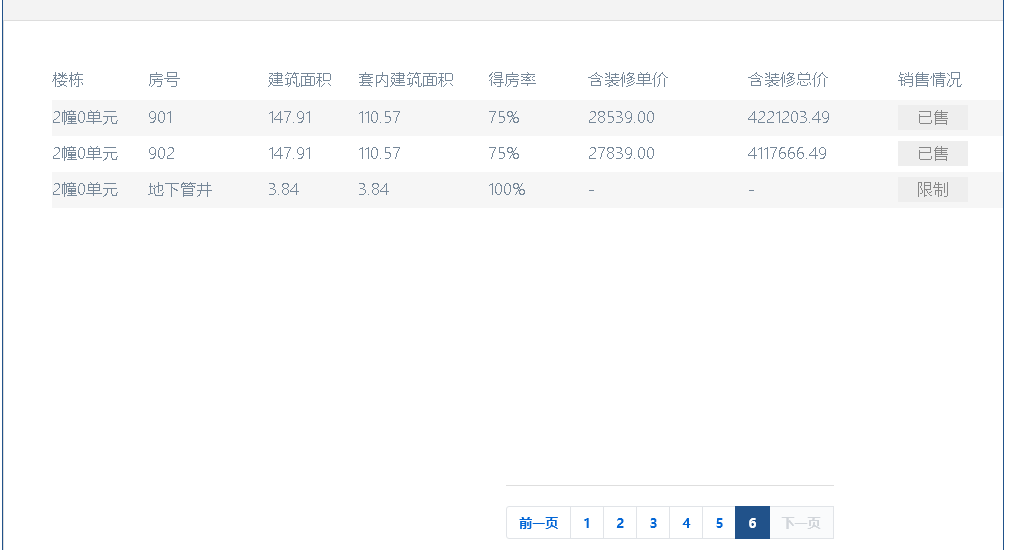 楼栋 房号 建筑面积 套内建筑面积 得房率 含装修单价 含装修总价 销售情况
2幢0单元 901 147.91 110.57 75% 28539.00 4221203.49 已售
2幢0单元 902 147.91 110.57 75% 27839.00 4117666.49 已售
2幢0单元 地下管井 3.84 3.84 100% - - 限制
前一页 1 2 3 4 5 6 下一页